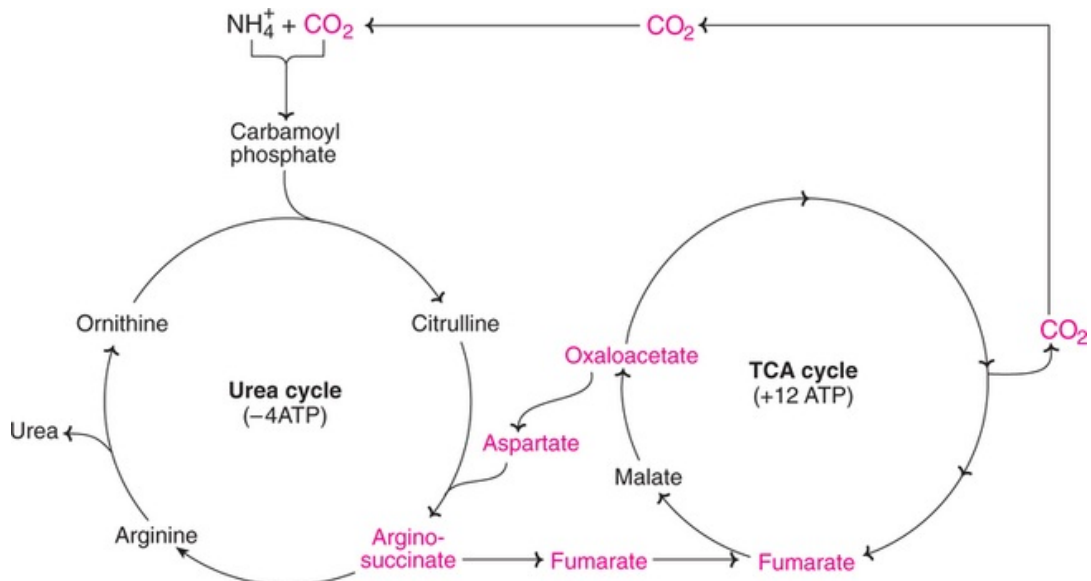 NH₄⁺ + CO₂
CO₂
Carbamoyl
phosphate
Ornithine
Citrulline
CO₂
Oxaloacetate
Urea cycle
(−4ATP)
TCA cycle
(+12 ATP)
Urea
Aspartate
Malate
Arginine
Argino-
succinate
Fumarate
Fumarate